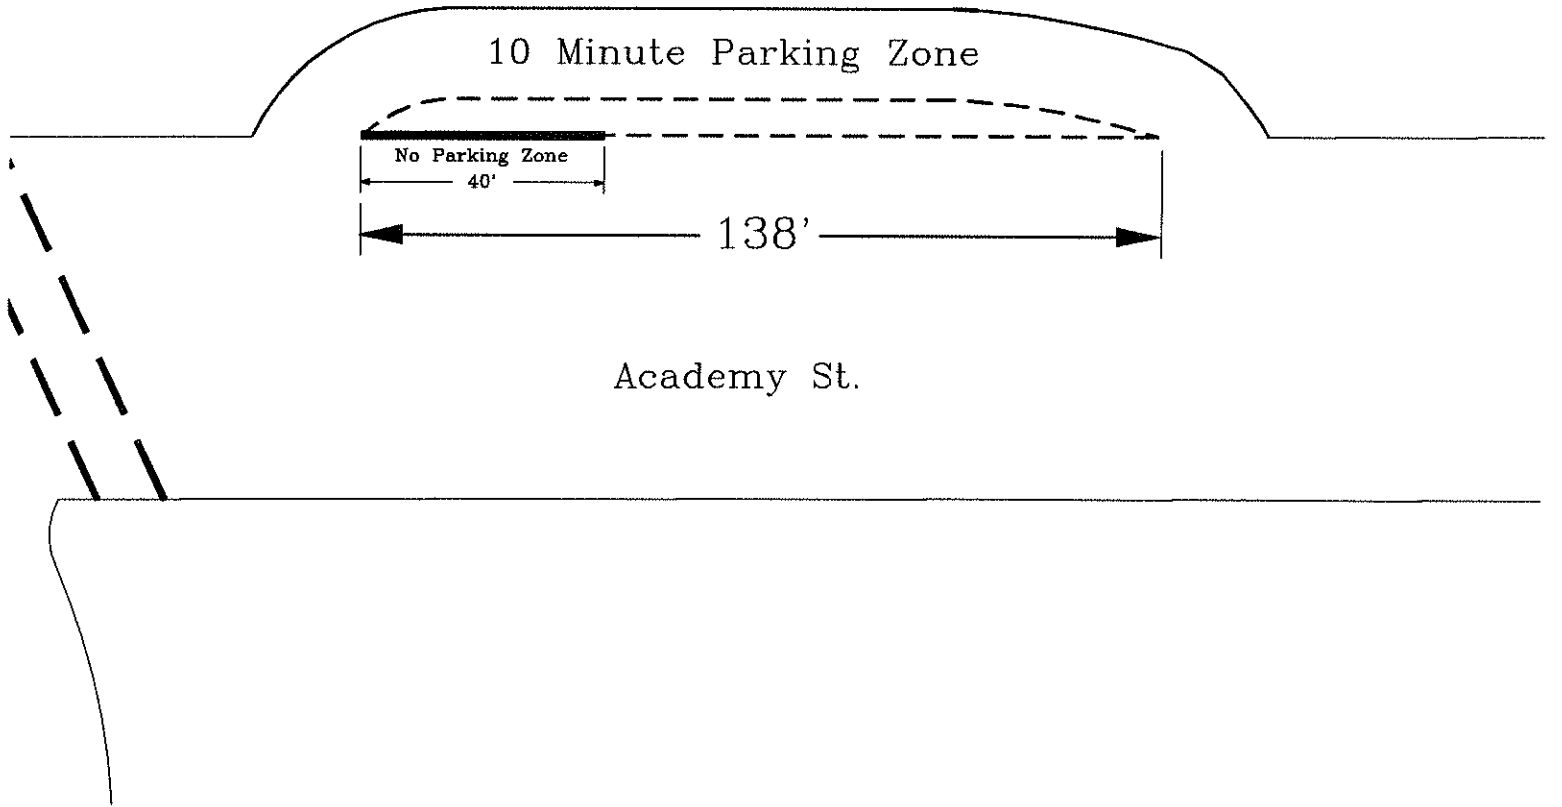 10 Minute Parking Zone
No Parking Zone
40'
138'
Academy St.